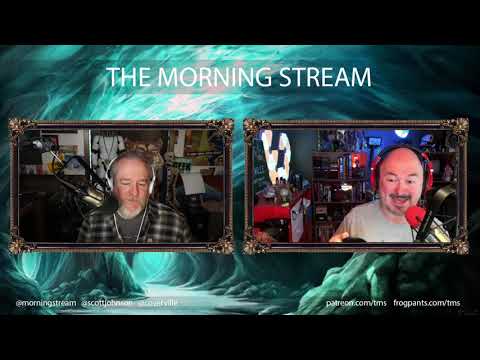 THE MORNING STREAM
@morningstream @scottjohnson @coverville
patreon.com/tms frogpants.com/tms